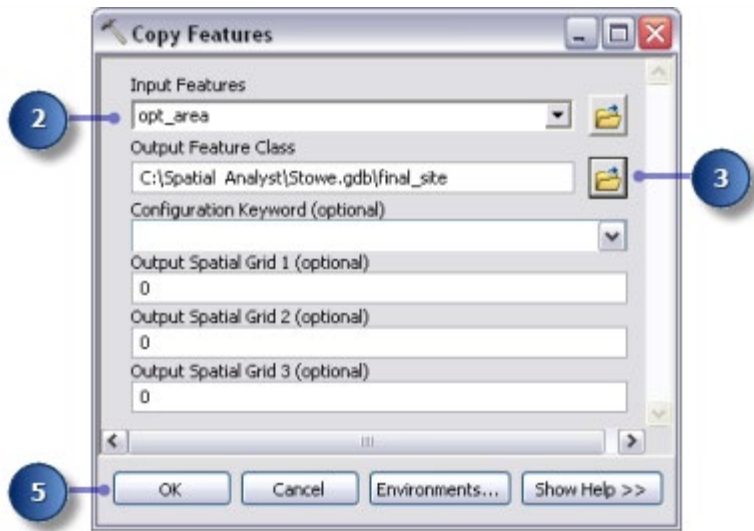 Copy Features
Input Features
2
opt_area
Output Feature Class
C:\Spatial Analyst\Stowe.gdb\final_site
3
Configuration Keyword (optional)
Output Spatial Grid 1 (optional)
0
Output Spatial Grid 2 (optional)
0
Output Spatial Grid 3 (optional)
0
5
OK Cancel Environments... Show Help >>